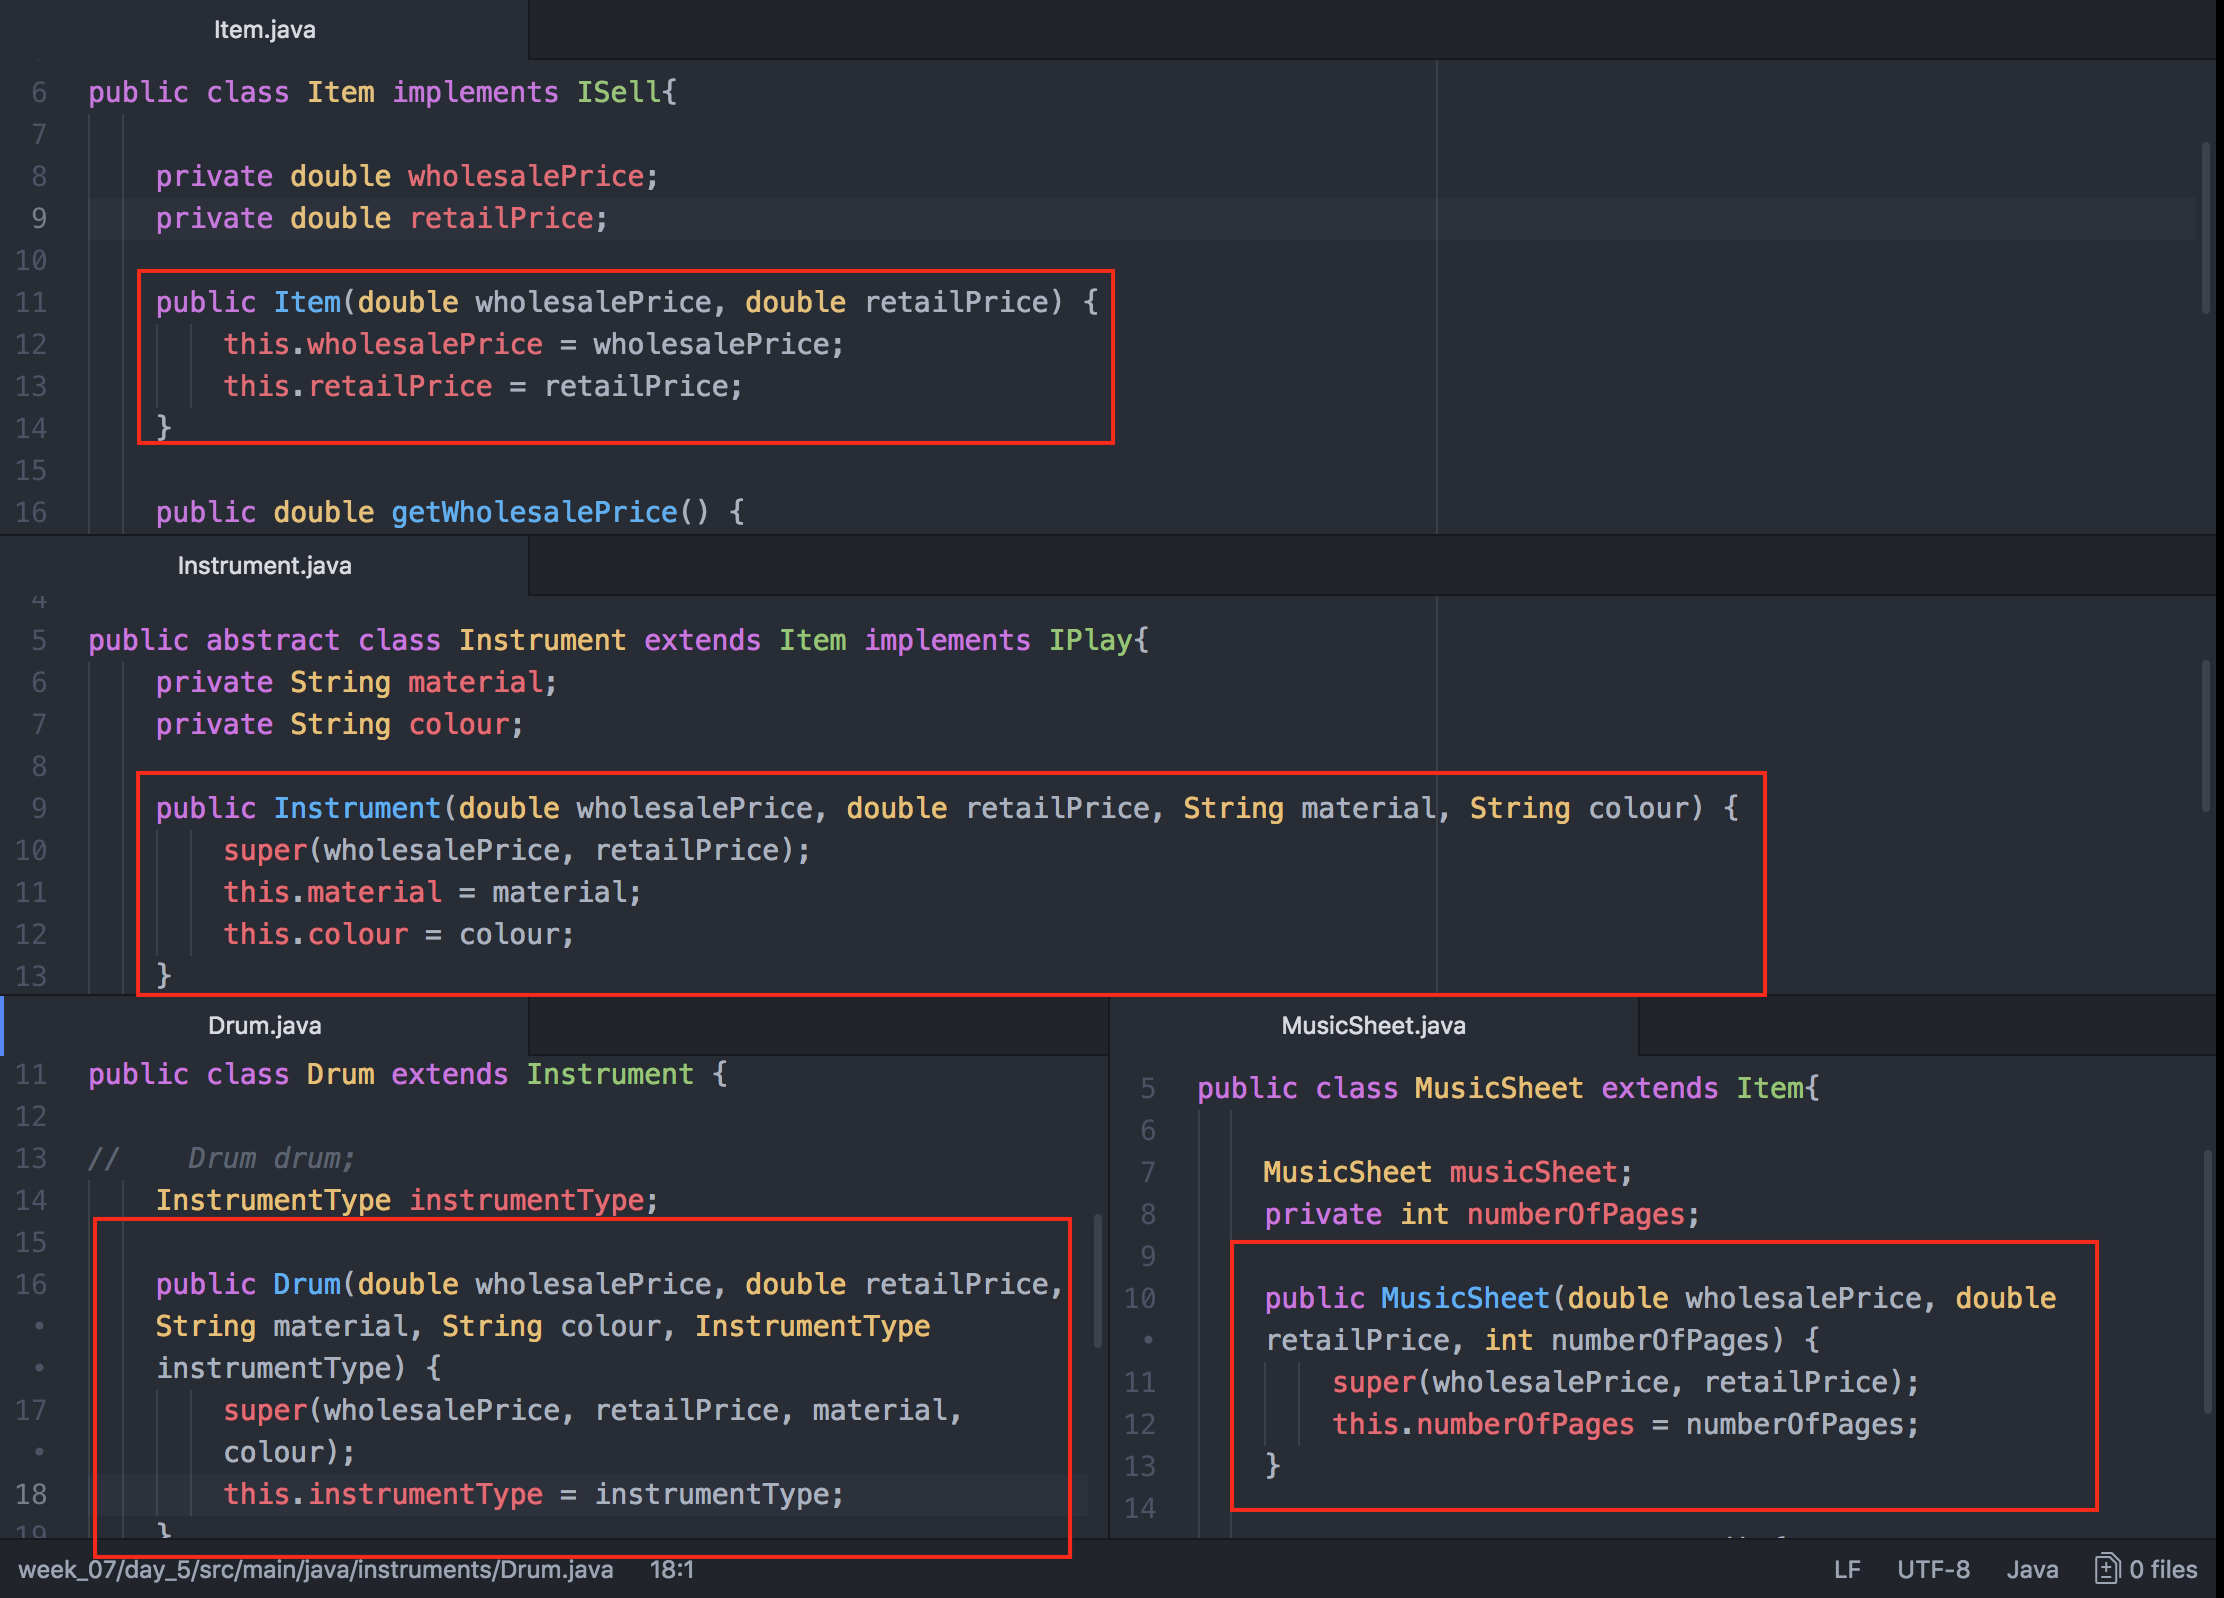 Item.java
6 public class Item implements ISell{
7
8 private double wholesalePrice;
9 private double retailPrice;
10
11 public Item(double wholesalePrice, double retailPrice) {
12 this.wholesalePrice = wholesalePrice;
13 this.retailPrice = retailPrice;
14 }
15
16 public double getWholesalePrice() {
Instrument.java
4
5 public abstract class Instrument extends Item implements IPlay{
6 private String material;
7 private String colour;
8
9 public Instrument(double wholesalePrice, double retailPrice, String material, String colour) {
10 super(wholesalePrice, retailPrice);
11 this.material = material;
12 this.colour = colour;
13 }
Drum.java
11 public class Drum extends Instrument {
12
13 // Drum drum;
14 InstrumentType instrumentType;
15
16 public Drum(double wholesalePrice, double retailPrice,
• String material, String colour, InstrumentType
• instrumentType) {
17 super(wholesalePrice, retailPrice, material,
• colour);
18 this.instrumentType = instrumentType;
19 }
MusicSheet.java
5 public class MusicSheet extends Item{
6
7 MusicSheet musicSheet;
8 private int numberOfPages;
9
10 public MusicSheet(double wholesalePrice, double
• retailPrice, int numberOfPages) {
11 super(wholesalePrice, retailPrice);
12 this.numberOfPages = numberOfPages;
13 }
14
week_07/day_5/src/main/java/instruments/Drum.java 18:1 LF UTF-8 Java 0 files